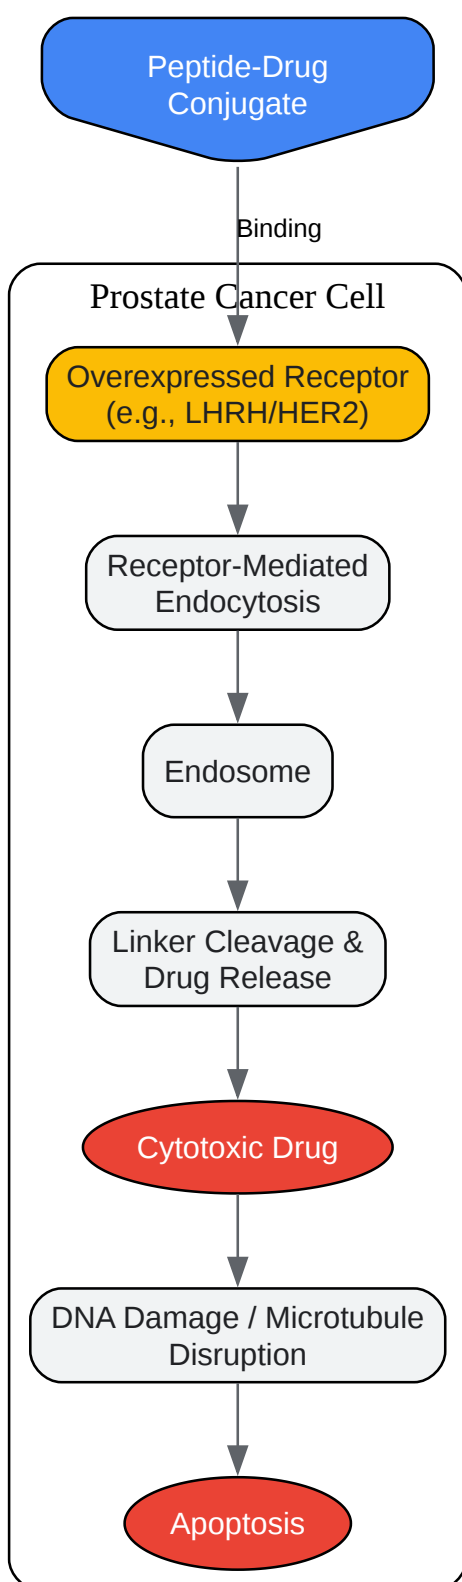 Peptide-Drug
Conjugate
Binding
Prostate Cancer Cell
Overexpressed Receptor
(e.g., LHRH/HER2)
Receptor-Mediated
Endocytosis
Endosome
Linker Cleavage &
Drug Release
Cytotoxic Drug
DNA Damage / Microtubule
Disruption
Apoptosis